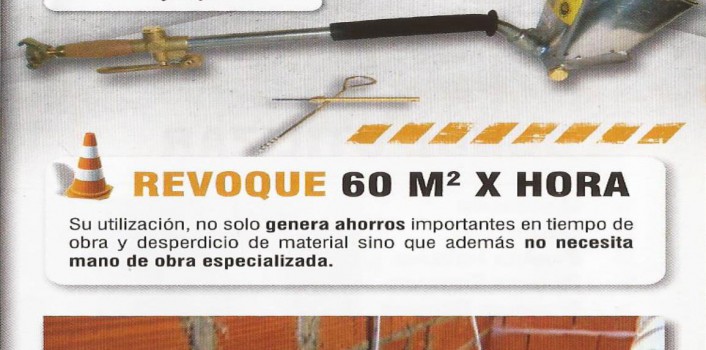 REVOQUE 60 M² X HORA
Su utilización, no solo genera ahorros importantes en tiempo de
obra y desperdicio de material sino que además no necesita
mano de obra especializada.